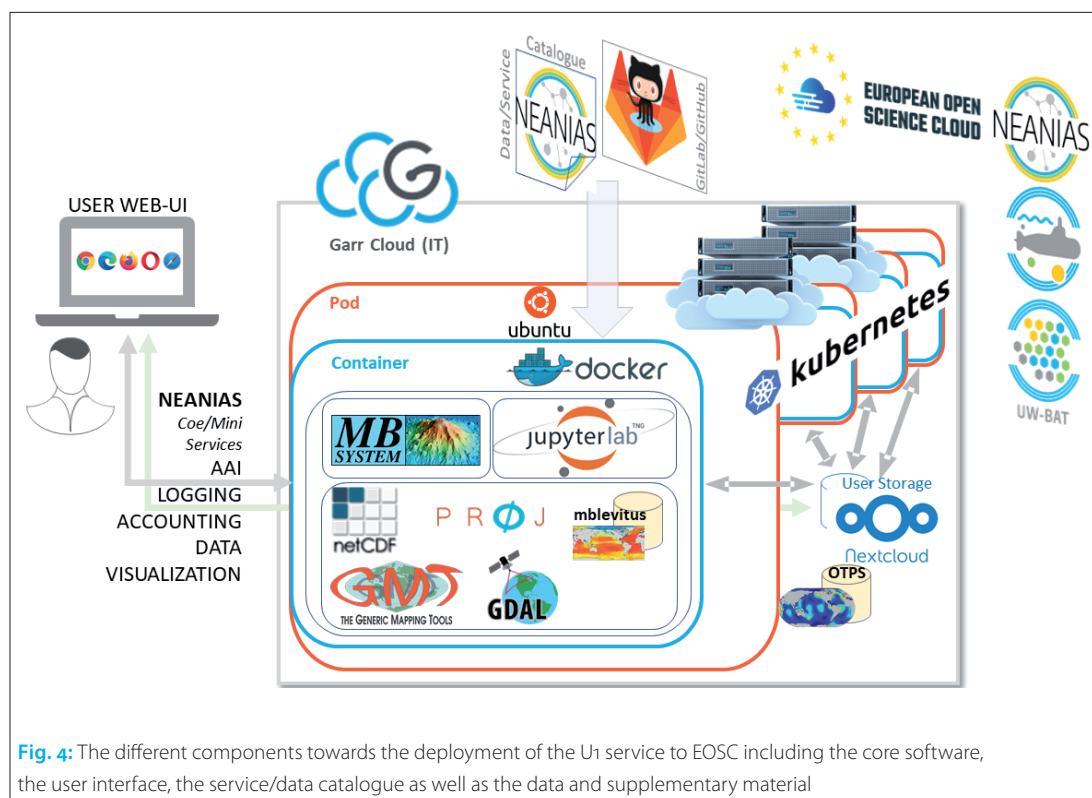 Catalogue
Data/Service
NEANIAS
GitLab/GitHub
EUROPEAN OPEN
SCIENCE CLOUD
NEANIAS
UW-BAT
G
Garr Cloud (IT)
USER WEB-UI
Pod
ubuntu
Container
docker
kubernetes
MB
SYSTEM
jupyterlab TNG
NEANIAS
Coe/Mini
Services
AAI
LOGGING
ACCOUNTING
DATA
VISUALIZATION
netCDF
PROJ
mblevitus
GMT
THE GENERIC MAPPING TOOLS
GDAL
User Storage
Nextcloud
OTPS
Fig. 4: The different components towards the deployment of the U1 service to EOSC including the core software,
the user interface, the service/data catalogue as well as the data and supplementary material